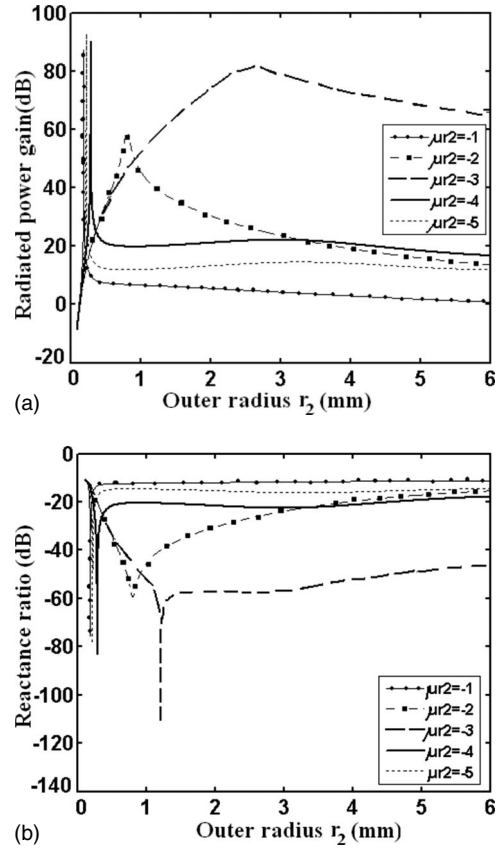 (a)
Radiated power gain(dB)
100
80
60
40
20
0
-20
0 1 2 3 4 5 6
Outer radius r₂ (mm)
μr2=-1
μr2=-2
μr2=-3
μr2=-4
μr2=-5
(b)
Reactance ratio (dB)
0
-20
-40
-60
-80
-100
-120
-140
0 1 2 3 4 5 6
Outer radius r₂ (mm)
μr2=-1
μr2=-2
μr2=-3
μr2=-4
μr2=-5